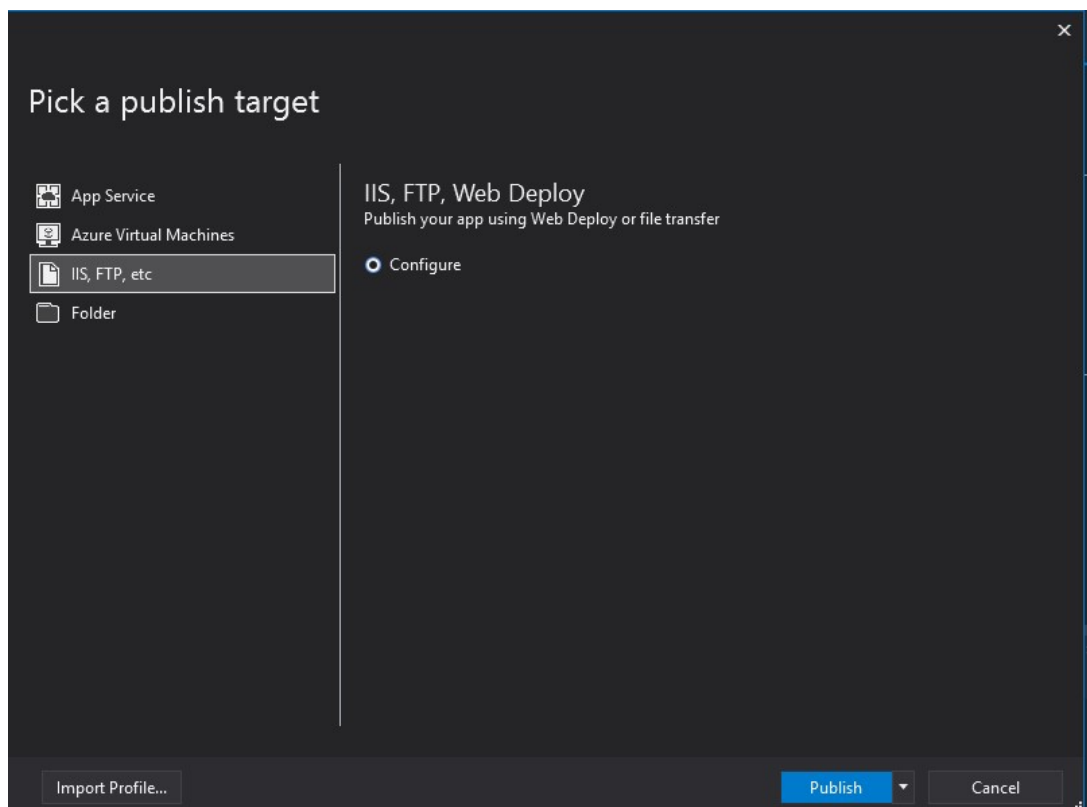 Pick a publish target
App Service
Azure Virtual Machines
IIS, FTP, etc
Folder
IIS, FTP, Web Deploy
Publish your app using Web Deploy or file transfer
Configure
Import Profile...
Publish
Cancel